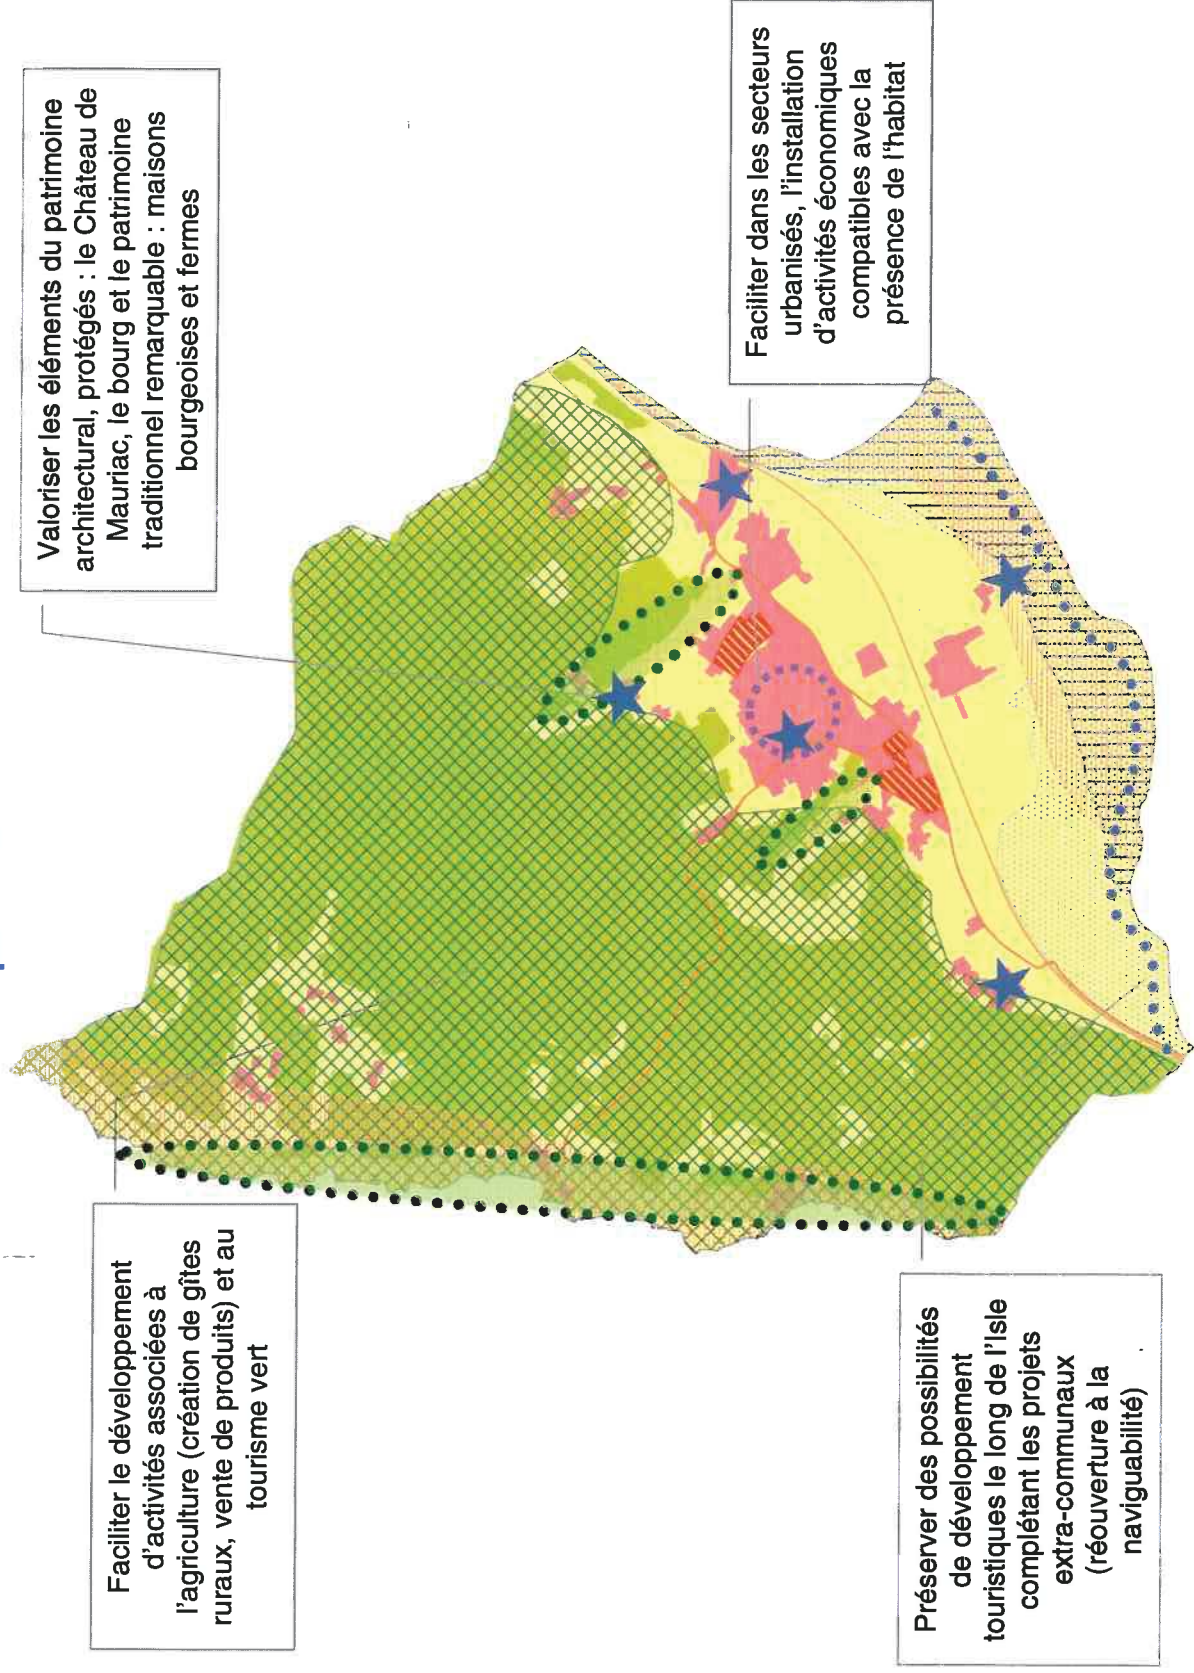 Faciliter le développement
d'activités associées à
l'agriculture (création de gîtes
ruraux, vente de produits) et au
tourisme vert
Valoriser les éléments du patrimoine
architectural, protégés : le Château de
Mauriac, le bourg et le patrimoine
traditionnel remarquable : maisons
bourgeoises et fermes
Préserver des possibilités
de développement
touristiques le long de l'Isle
complétant les projets
extra-communaux
(réouverture à la
naviguabilité)
Faciliter dans les secteurs
urbanisés, l'installation
d'activités économiques
compatibles avec la
présence de l'habitat